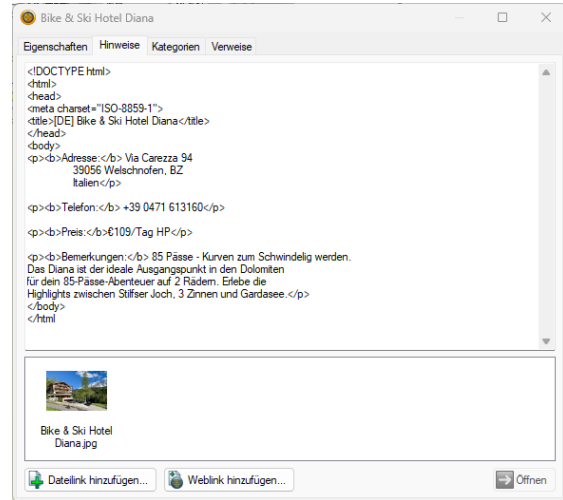 Bike & Ski Hotel Diana
Eigenschaften Hinweise Kategorien Verweise
<!DOCTYPE html>
<html>
<head>
<meta charset="ISO-8859-1">
<title>[DE] Bike & Ski Hotel Diana</title>
</head>
<body>
<p><b>Adresse:</b> Via Carezza 94
39056 Welschnofen, BZ
Italien</p>
<p><b>Telefon:</b> +39 0471 613160</p>
<p><b>Preis:</b>€109/Tag HP</p>
<p><b>Bemerkungen:</b> 85 Pässe - Kurven zum Schwindelig werden.
Das Diana ist der ideale Ausgangspunkt in den Dolomiten
für dein 85-Pässe-Abenteuer auf 2 Rädern. Erlebe die
Highlights zwischen Stilfser Joch, 3 Zinnen und Gardasee.</p>
</body>
</html
Bike & Ski Hotel
Diana.jpg
Dateilink hinzufügen... Weblink hinzufügen... Öffnen